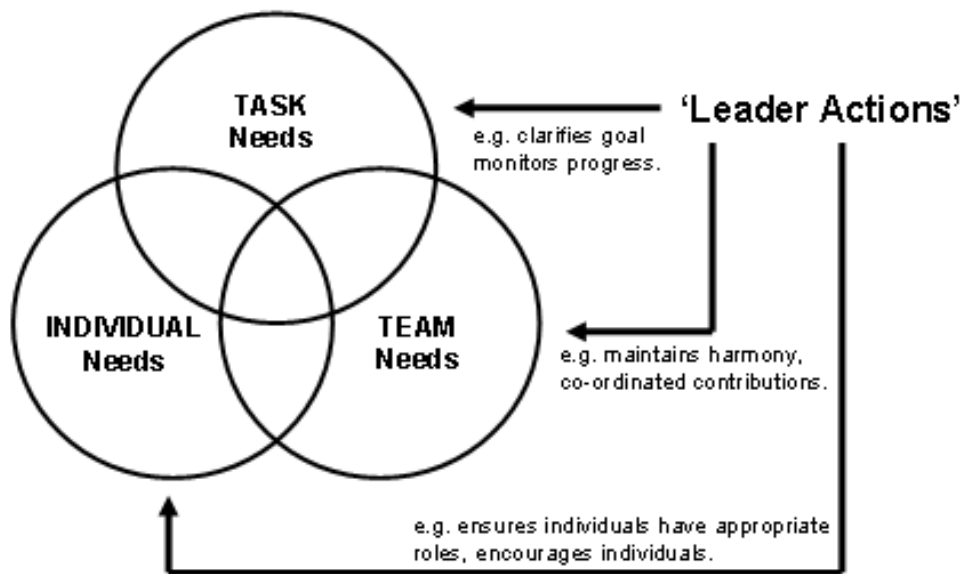 TASK
Needs
'Leader Actions'
e.g. clarifies goal
monitors progress.
INDIVIDUAL
Needs
TEAM
Needs
e.g. maintains harmony,
co-ordinated contributions.
e.g. ensures individuals have appropriate
roles, encourages individuals.